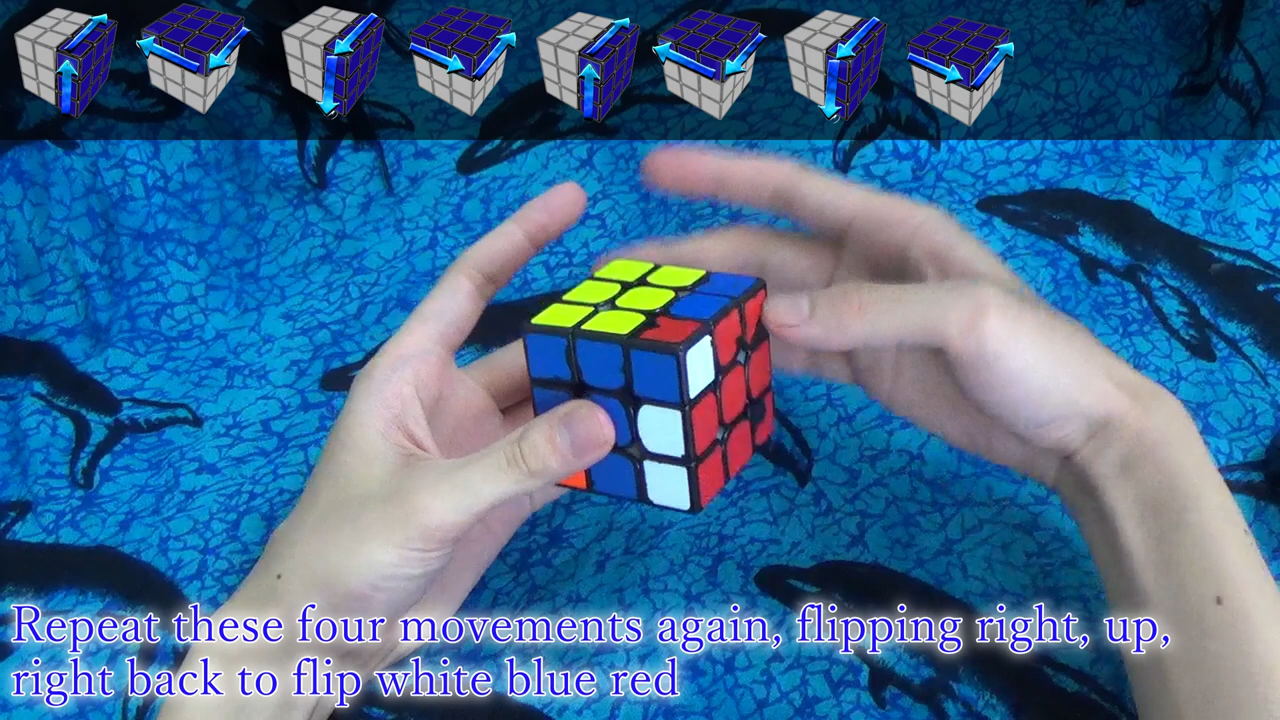 Repeat these four movements again, flipping right, up,
right back to flip white blue red